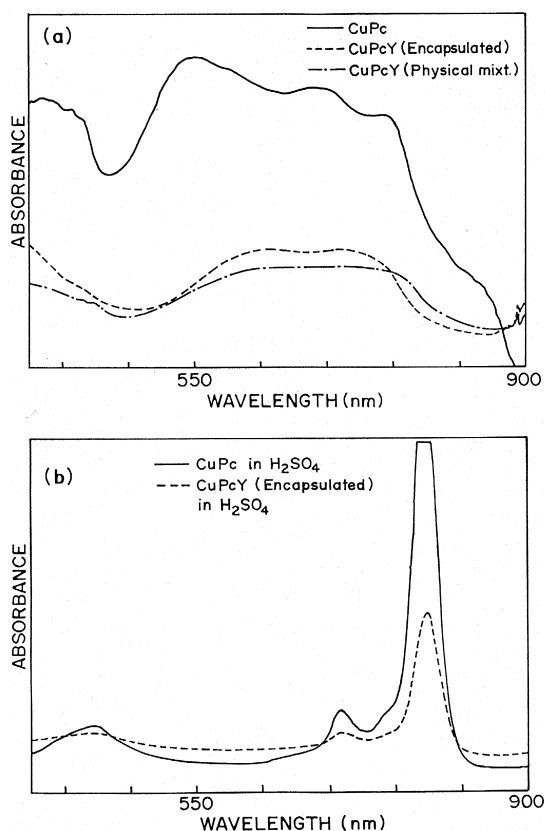 (a)
CuPc
CuPcY (Encapsulated)
CuPcY (Physical mixt.)
ABSORBANCE
550
900
WAVELENGTH (nm)
(b)
CuPc in H₂SO₄
CuPcY (Encapsulated)
in H₂SO₄
ABSORBANCE
550
900
WAVELENGTH (nm)